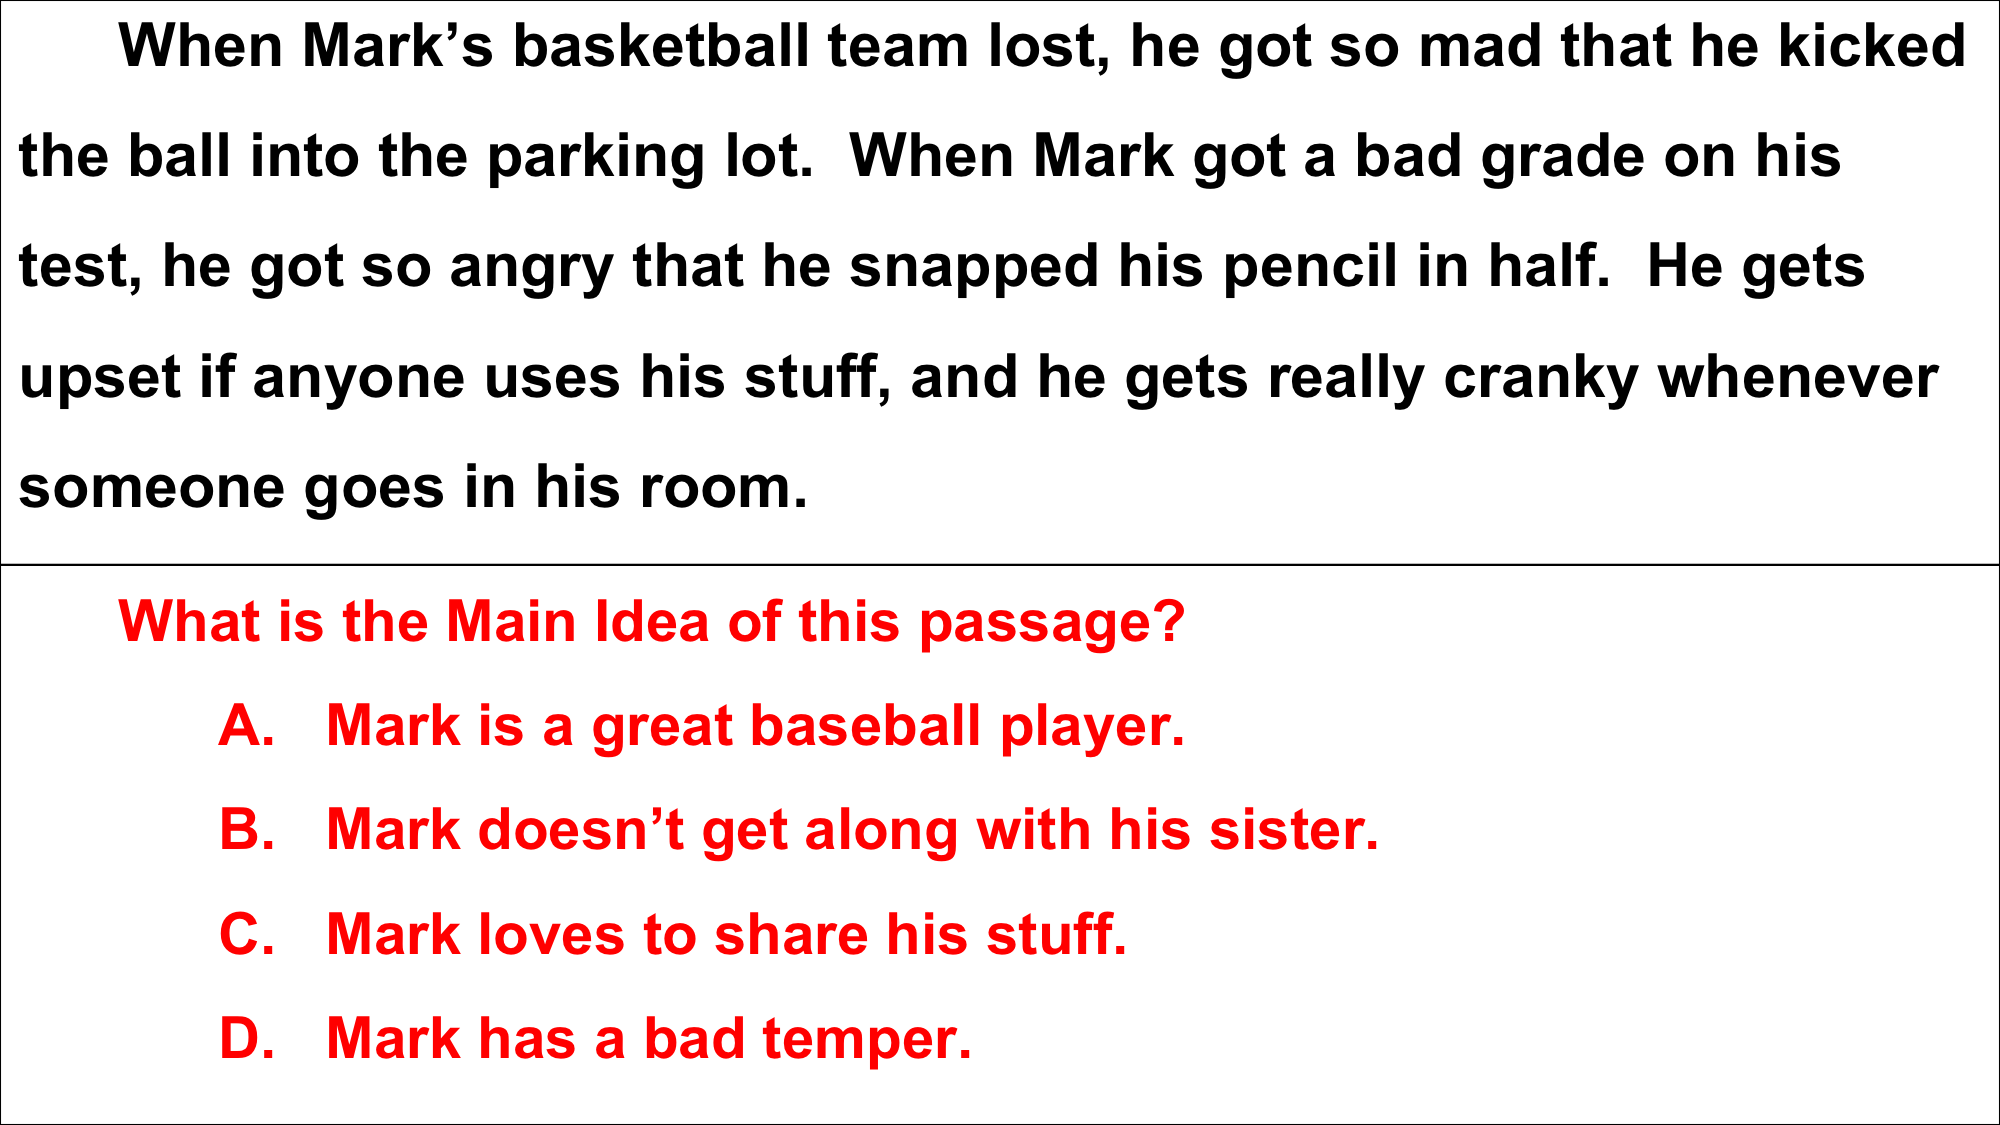 When Mark’s basketball team lost, he got so mad that he kicked
the ball into the parking lot.  When Mark got a bad grade on his
test, he got so angry that he snapped his pencil in half.  He gets
upset if anyone uses his stuff, and he gets really cranky whenever
someone goes in his room.
What is the Main Idea of this passage?
A. Mark is a great baseball player.
B. Mark doesn’t get along with his sister.
C. Mark loves to share his stuff.
D. Mark has a bad temper.